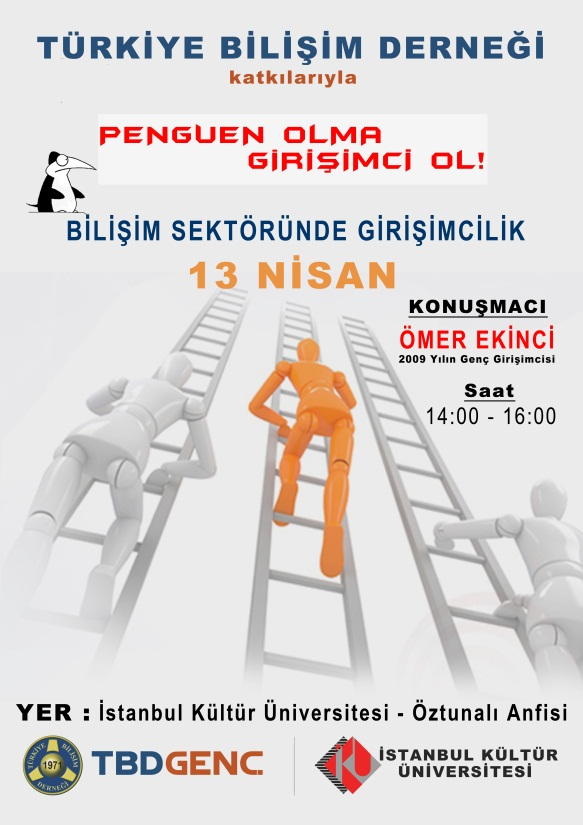 TÜRKİYE BİLİŞİM DERNEĞİ
katkılarıyla
PENGUEN OLMA
GİRİŞİMCİ OL!
BİLİŞİM SEKTÖRÜNDE GİRİŞİMCİLİK
13 NİSAN
KONUŞMACI
ÖMER EKİNCİ
2009 Yılın Genç Girişimcisi
Saat
14:00 - 16:00
YER : İstanbul Kültür Üniversitesi - Öztunalı Anfisi
TÜRKİYE BİLİŞİM
1971
DERNEĞİ
TBDGENC
KU
İSTANBUL KÜLTÜR
ÜNİVERSİTESİ